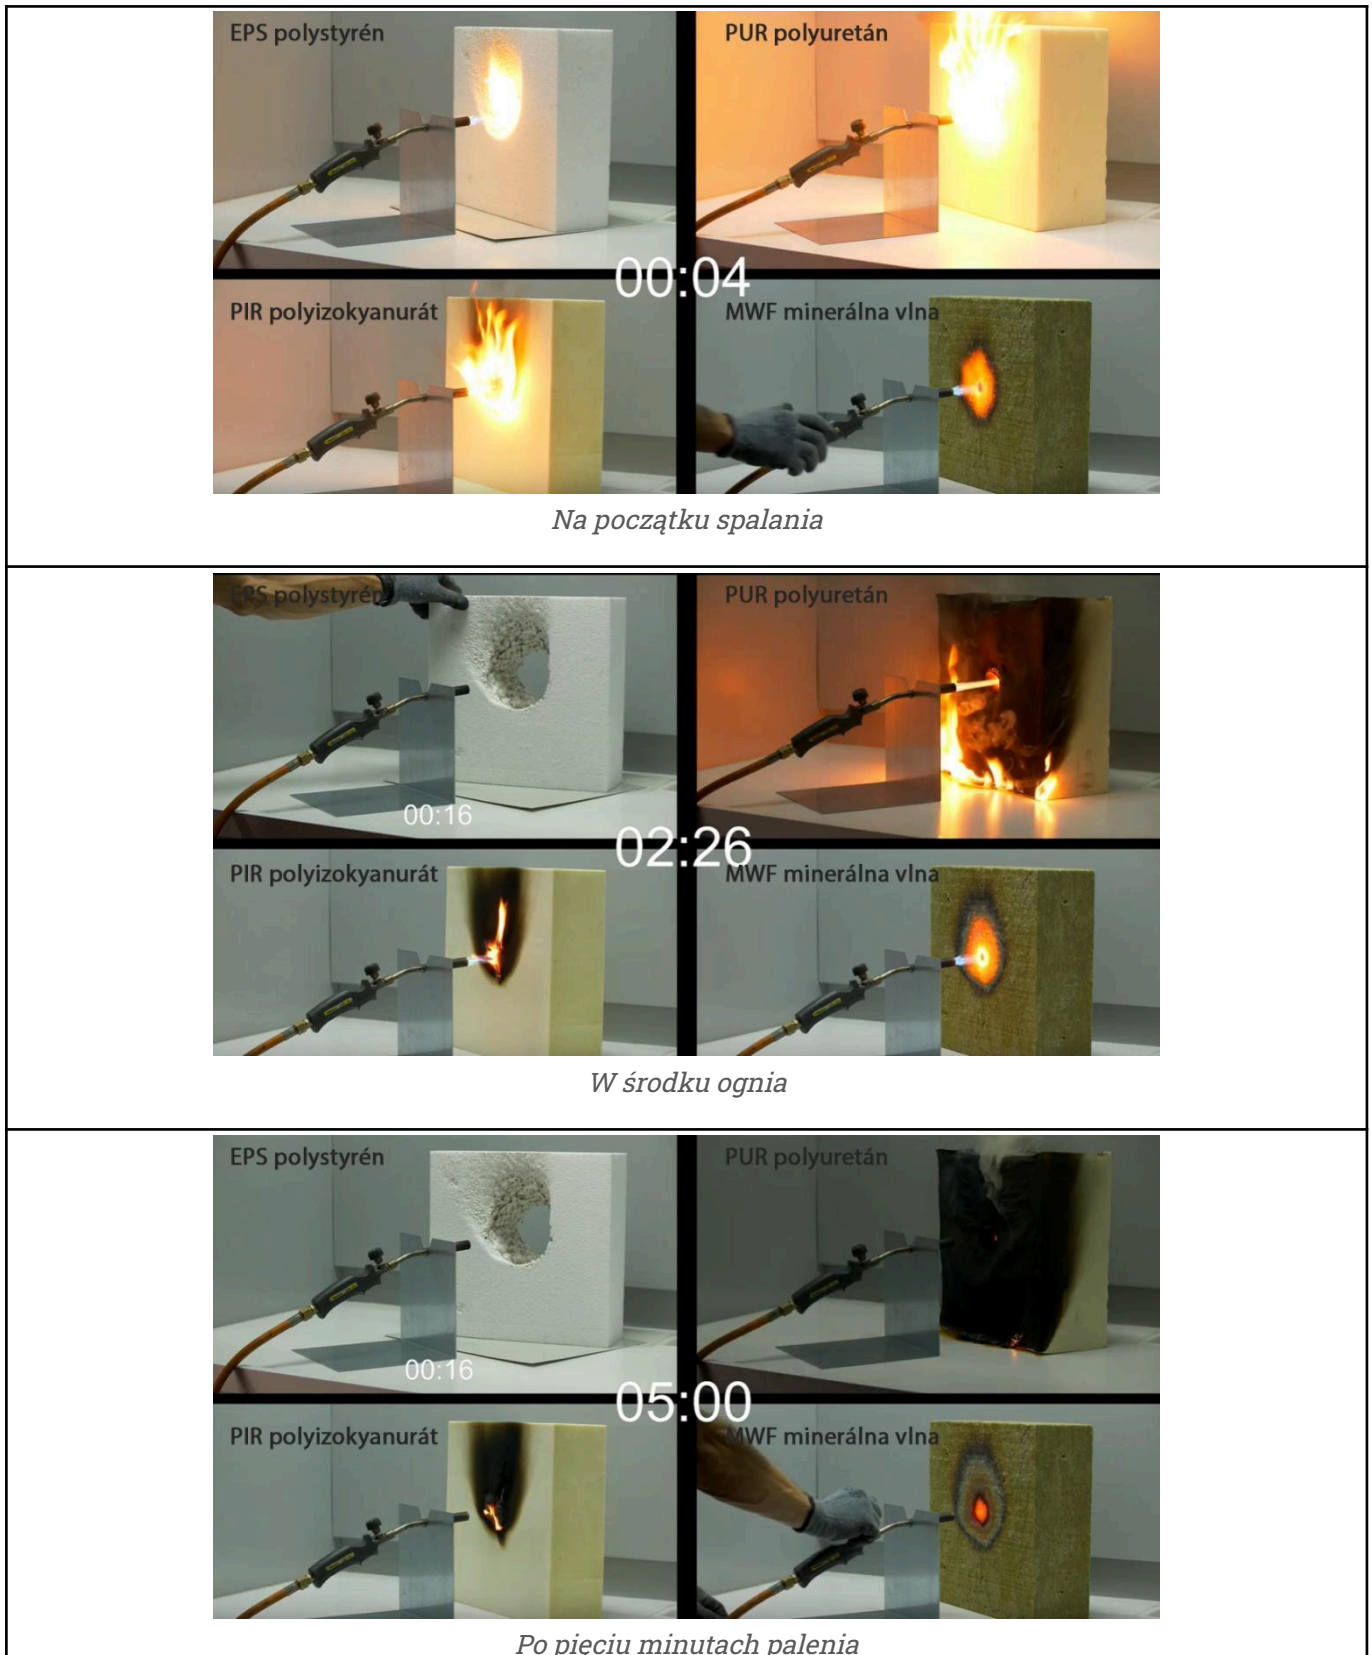 EPS polystyrén
PUR polyuretán
00:04
PIR polyizokyanurát
MWF minerálna vlna
Na początku spalania
EPS polystyrén
PUR polyuretán
00:16
02:26
PIR polyizokyanurát
MWF minerálna vlna
W środku ognia
EPS polystyrén
PUR polyuretán
00:16
05:00
PIR polyizokyanurát
MWF minerálna vlna
Po pięciu minutach palenia